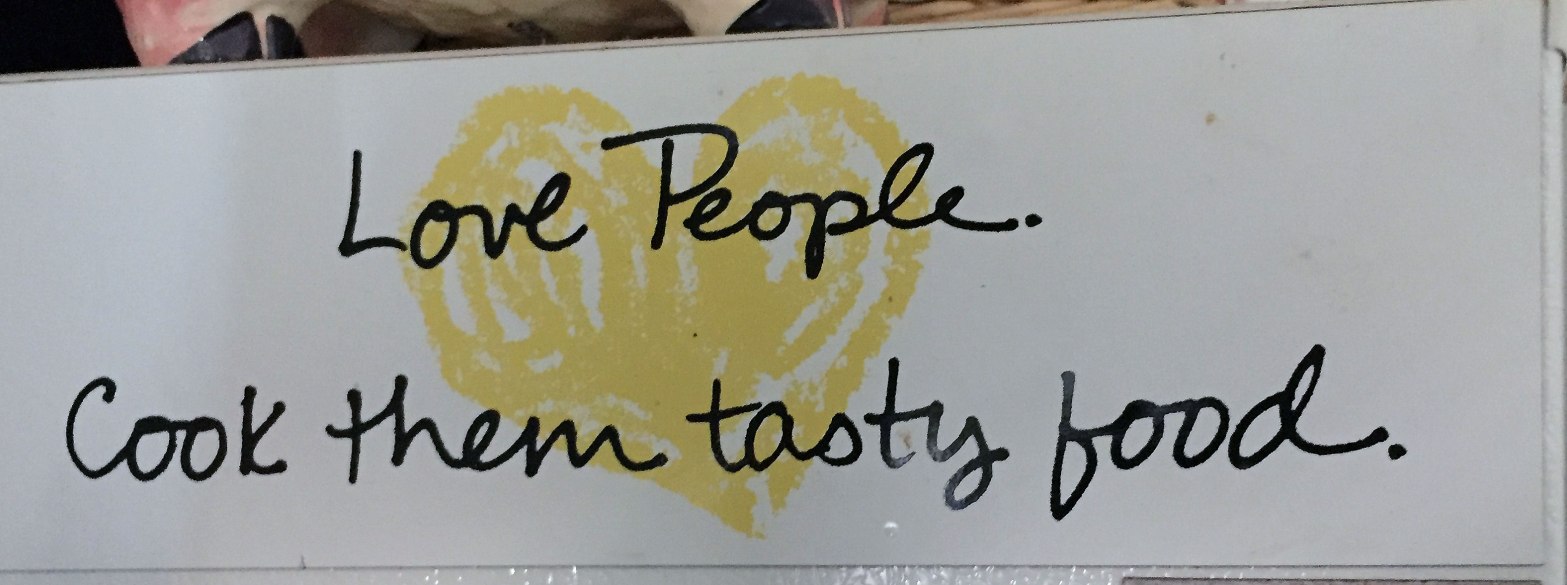 Love People.
Cook them tasty food.